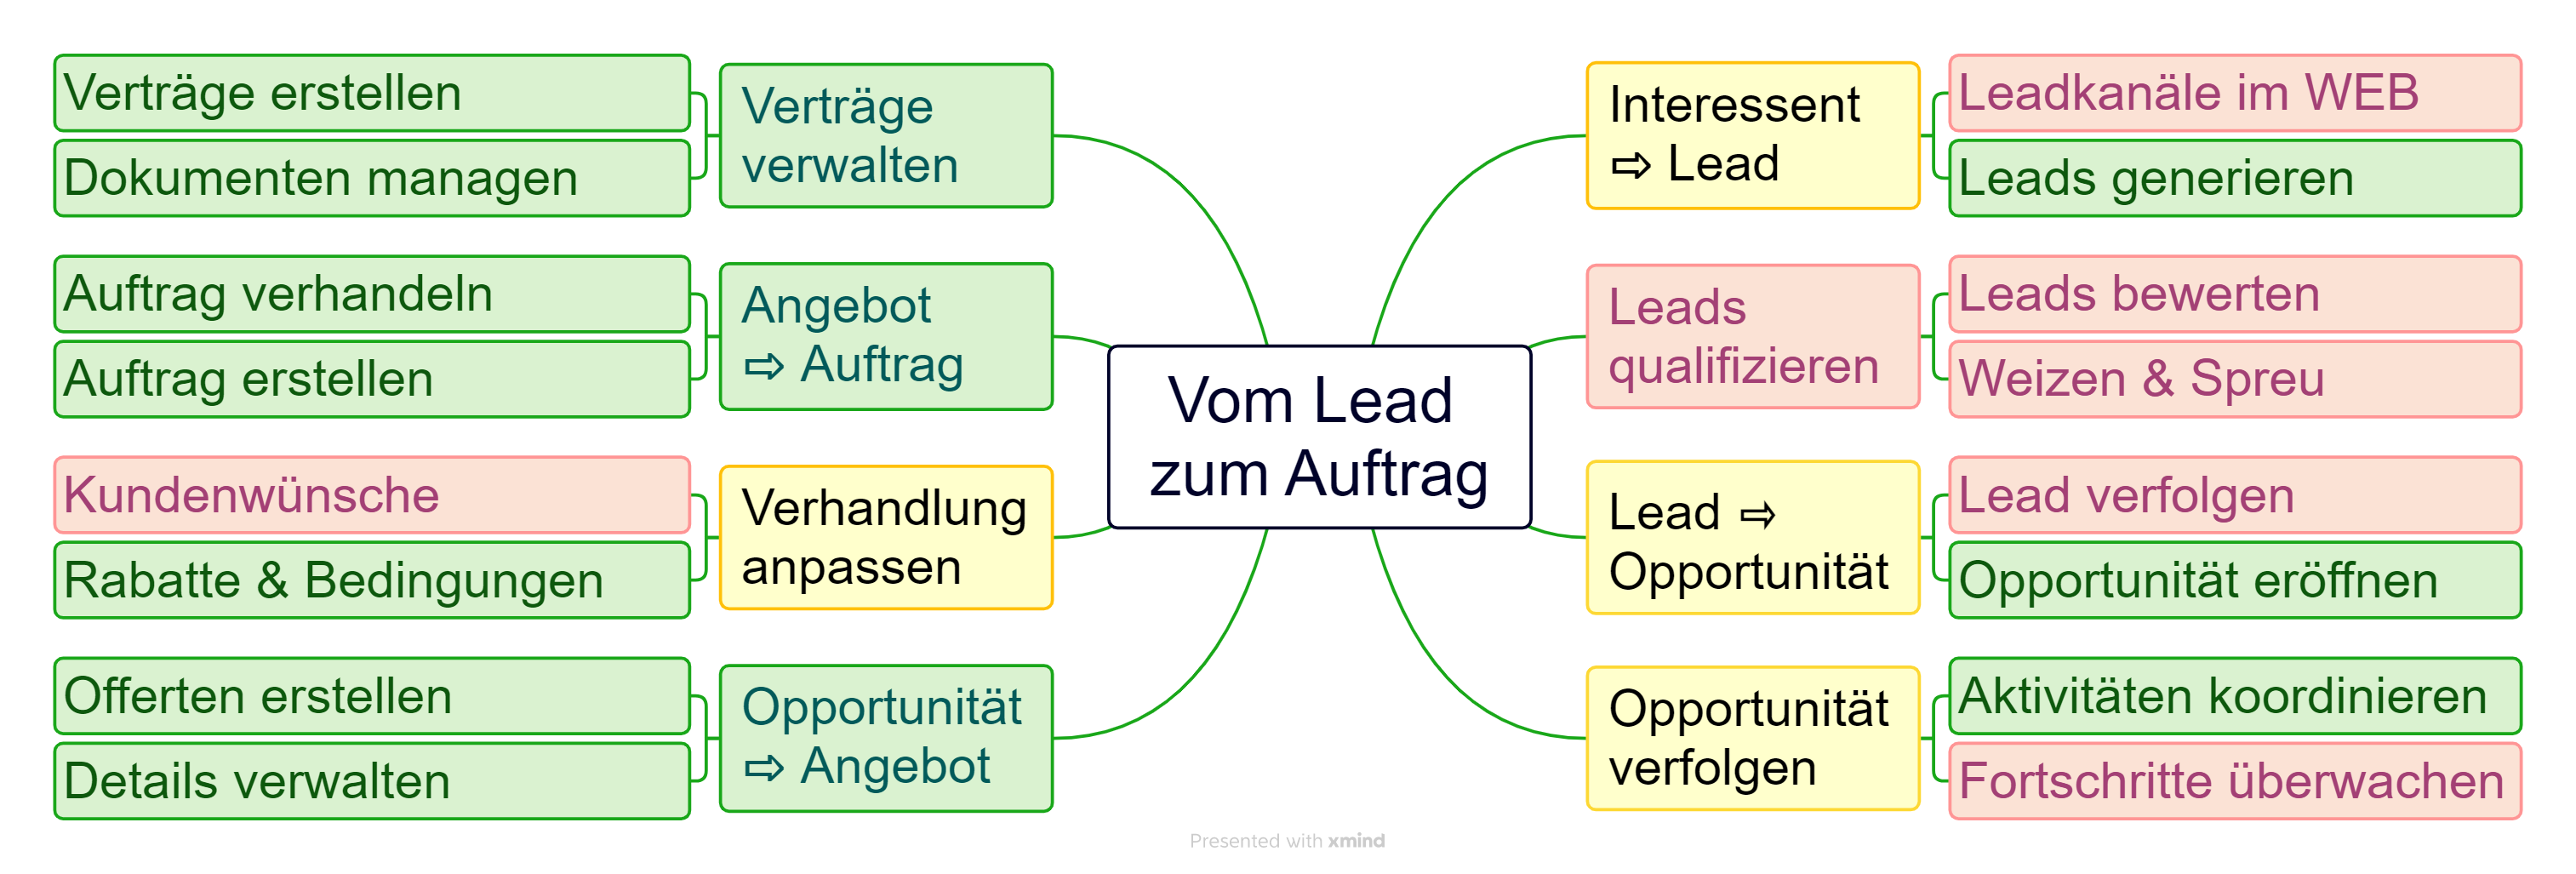 Vom Lead
zum Auftrag
Interessent
⇨ Lead
Leadkanäle im WEB
Leads generieren
Leads
qualifizieren
Leads bewerten
Weizen & Spreu
Lead ⇨
Opportunität
Lead verfolgen
Opportunität eröffnen
Opportunität
verfolgen
Aktivitäten koordinieren
Fortschritte überwachen
Verträge
verwalten
Verträge erstellen
Dokumenten managen
Angebot
⇨ Auftrag
Auftrag verhandeln
Auftrag erstellen
Verhandlung
anpassen
Kundenwünsche
Rabatte & Bedingungen
Opportunität
⇨ Angebot
Offerten erstellen
Details verwalten
Presented with xmind